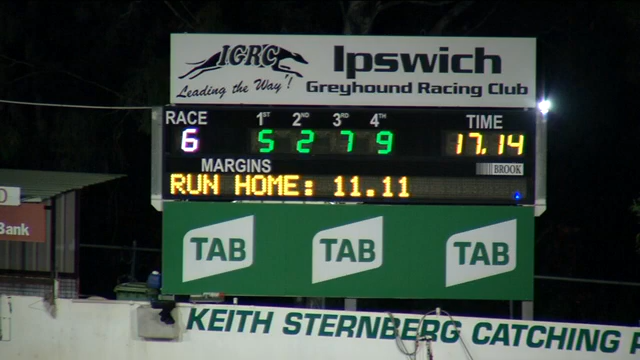 IGRC
Leading the Way'!
Ipswich
Greyhound Racing Club
RACE 1ST 2ND 3RD 4TH TIME
6 5 2 7 9 17.14
MARGINS BROOK
RUN HOME: 11.11
Bank
TAB TAB TAB
KEITH STERNBERG CATCHING